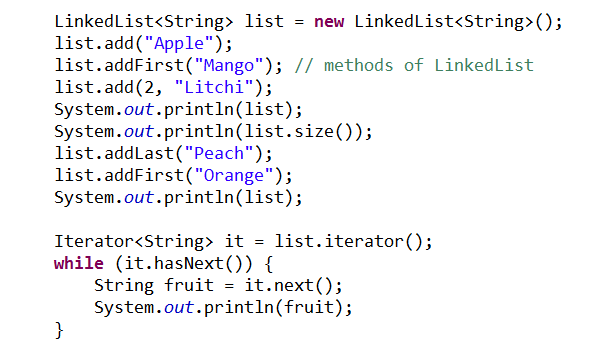 LinkedList<String> list = new LinkedList<String>();
list.add("Apple");
list.addFirst("Mango"); // methods of LinkedList
list.add(2, "Litchi");
System.out.println(list);
System.out.println(list.size());
list.addLast("Peach");
list.addFirst("Orange");
System.out.println(list);

Iterator<String> it = list.iterator();
while (it.hasNext()) {
    String fruit = it.next();
    System.out.println(fruit);
}